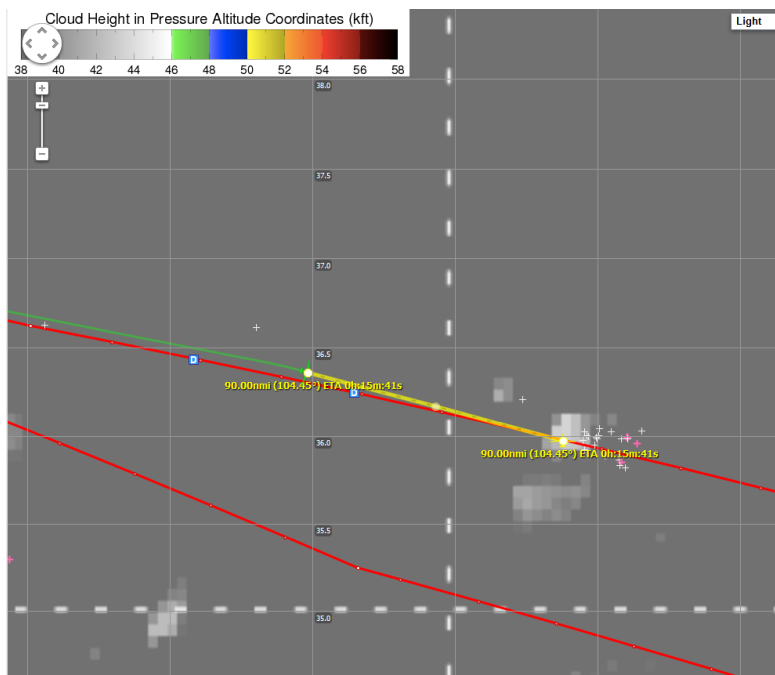 Cloud Height in Pressure Altitude Coordinates (kft)
Light
38 40 42 44 46 48 50 52 54 56 58
38.0
37.5
37.0
36.5
90.00nmi (104.45°) ETA 0h:15m:41s
36.0
90.00nmi (104.45°) ETA 0h:15m:41s
35.5
35.0